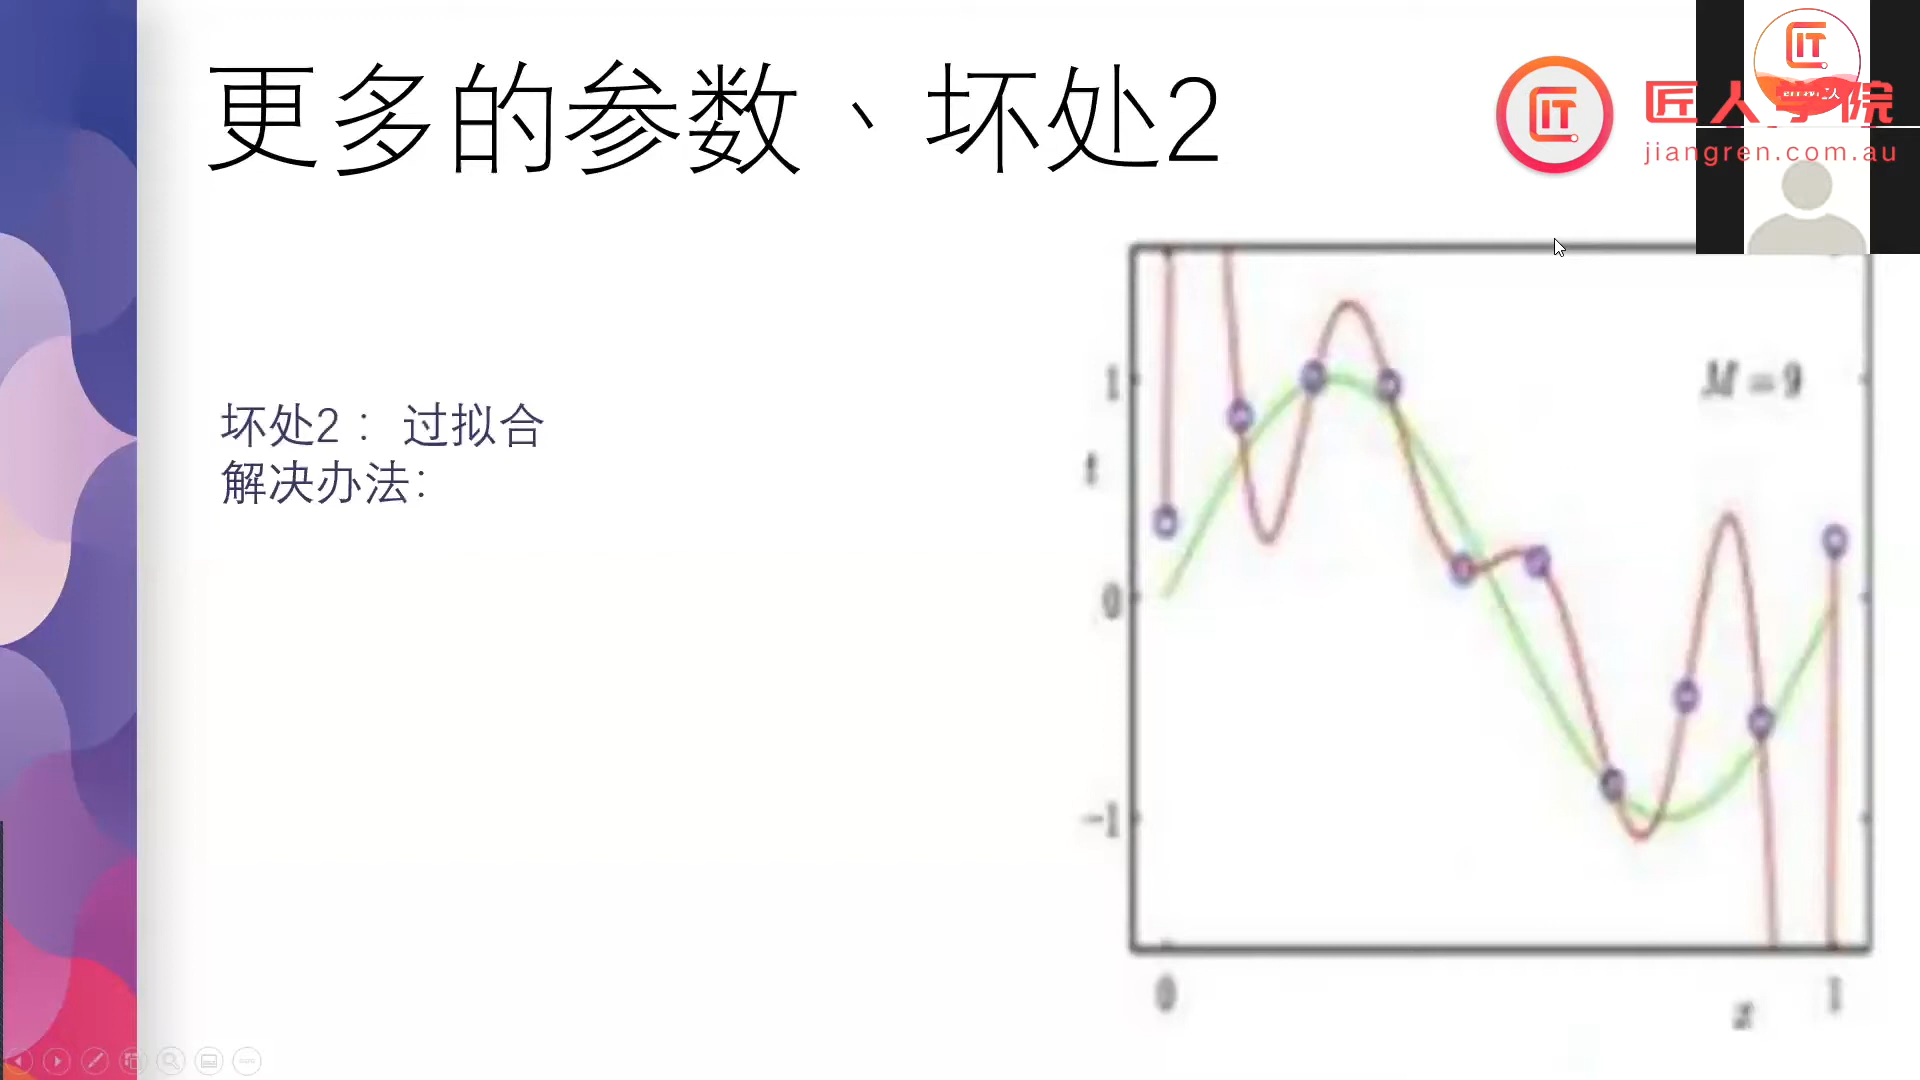 更多的参数、坏处2
匠人学院
jiangren.com.au
坏处2：过拟合
解决办法：
M = 9
1
t
0
-1
0
x
1